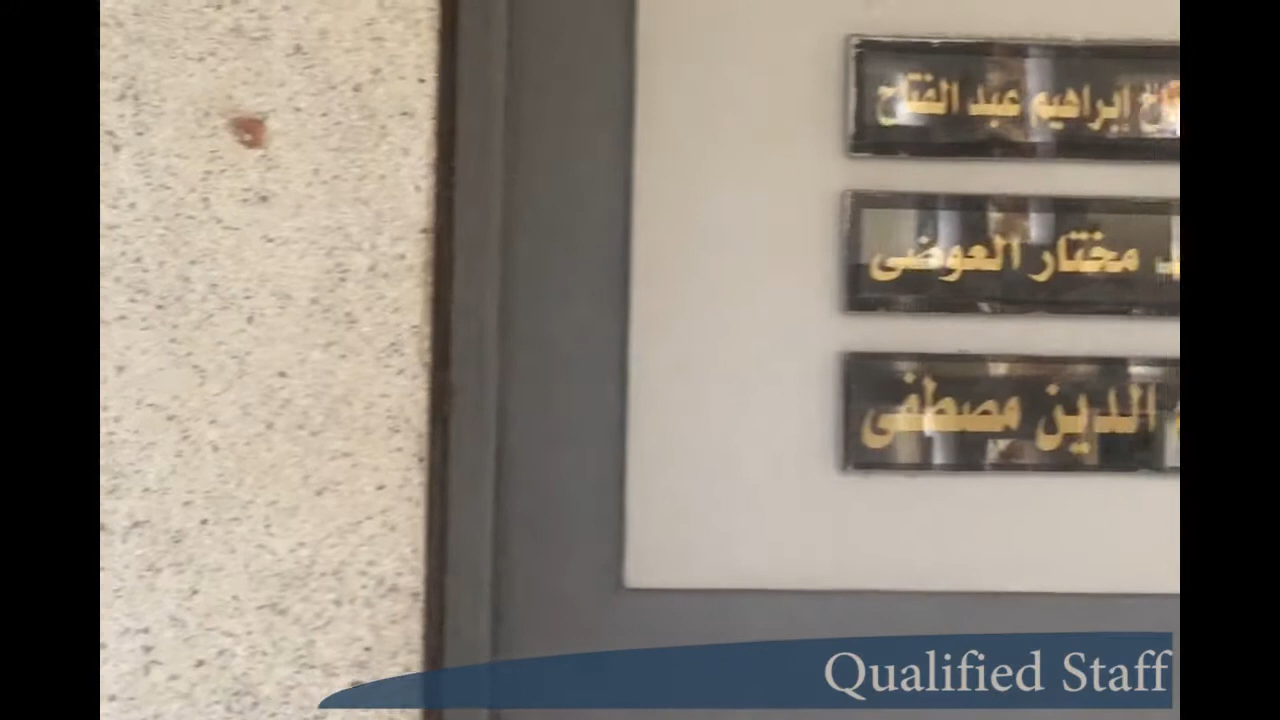 إبراهيم عبد الفتاح
مختار العوضى
الدين مصطفى
Qualified Staff